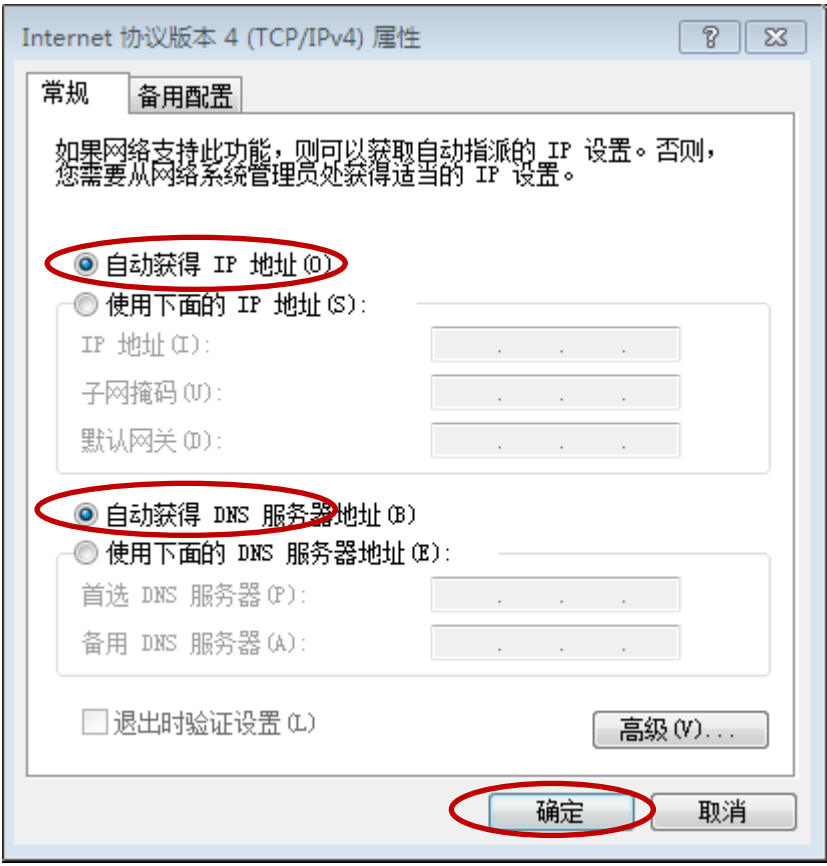 Internet 协议版本 4 (TCP/IPv4) 属性
常规
备用配置
如果网络支持此功能，则可以获取自动指派的 IP 设置。否则，
您需要从网络系统管理员处获得适当的 IP 设置。
自动获得 IP 地址(O)
使用下面的 IP 地址(S):
IP 地址(I):
子网掩码(U):
默认网关(D):
自动获得 DNS 服务器地址(B)
使用下面的 DNS 服务器地址(E):
首选 DNS 服务器(P):
备用 DNS 服务器(A):
退出时验证设置(L)
高级(V)...
确定
取消